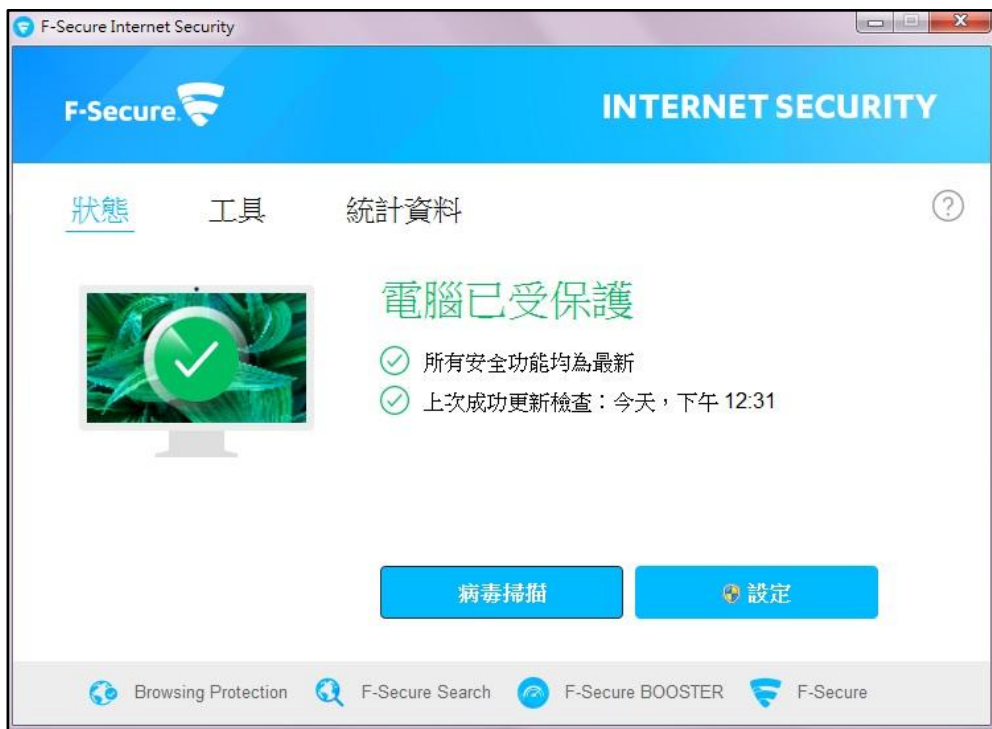 F-Secure Internet Security
F-Secure.
INTERNET SECURITY
狀態 工具 統計資料 ?
電腦已受保護
所有安全功能均為最新
上次成功更新檢查：今天，下午 12:31
病毒掃描 設定
Browsing Protection F-Secure Search F-Secure BOOSTER F-Secure